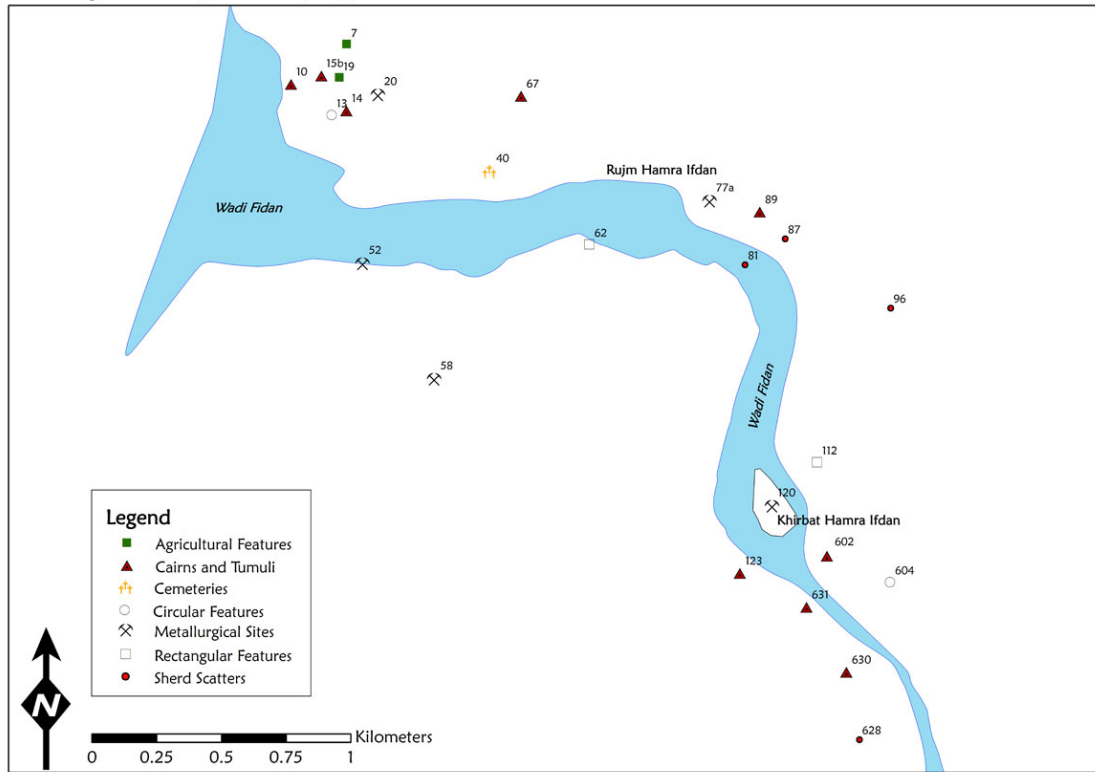 7
10
15b
19
20
67
13
14
40
Rujm Hamra Ifdan
77a
89
Wadi Fidan
62
87
52
81
96
58
Wadi Fidan
112
120
Khirbat Hamra Ifdan
602
123
604
631
630
628
Legend
Agricultural Features
Cairns and Tumuli
Cemeteries
Circular Features
Metallurgical Sites
Rectangular Features
Sherd Scatters
N
Kilometers
0 0.25 0.5 0.75 1